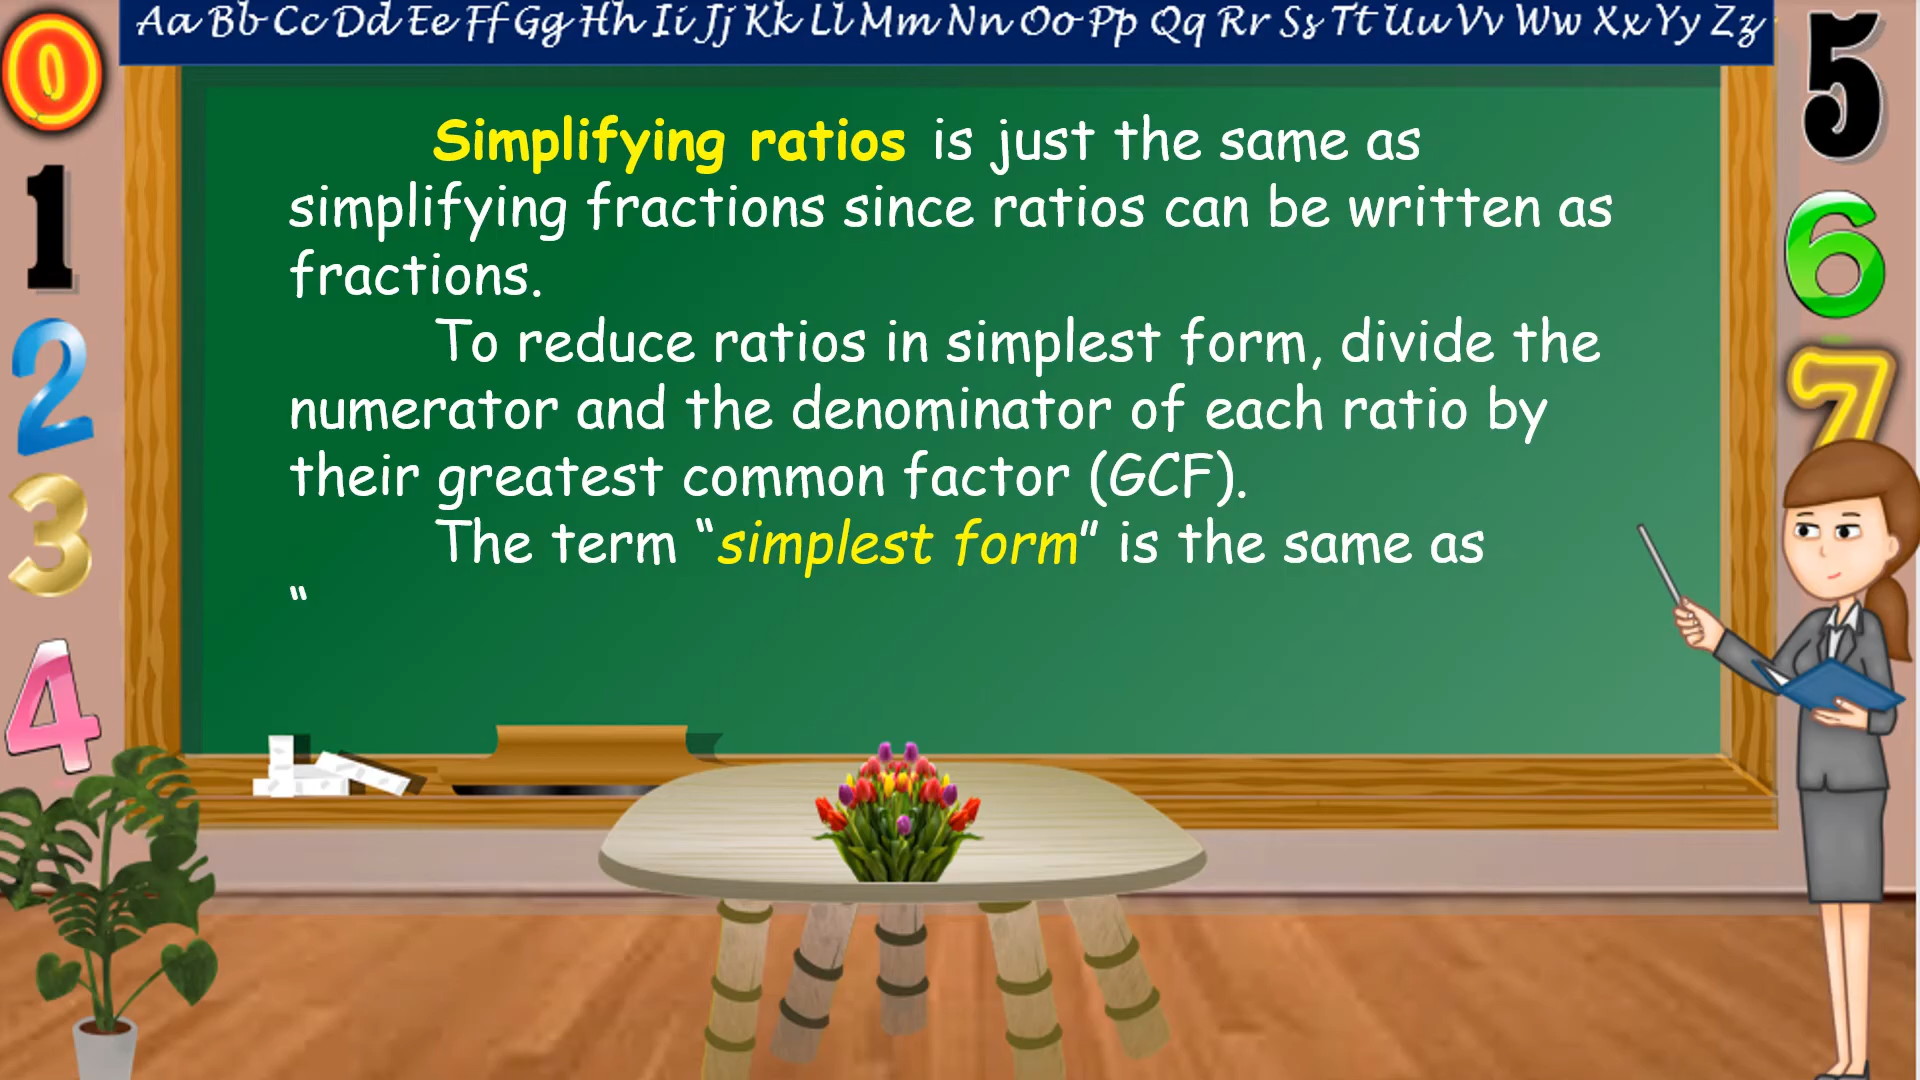 Aa Bb Cc Dd Ee Ff Gg Hh Ii Jj Kk Ll Mm Nn Oo Pp Qq Rr Ss Tt Uu Vv Ww Xx Yy Zz
0
1
2
3
4
Simplifying ratios is just the same as
simplifying fractions since ratios can be written as
fractions.
To reduce ratios in simplest form, divide the
numerator and the denominator of each ratio by
their greatest common factor (GCF).
The term “simplest form” is the same as
“
5
6
7